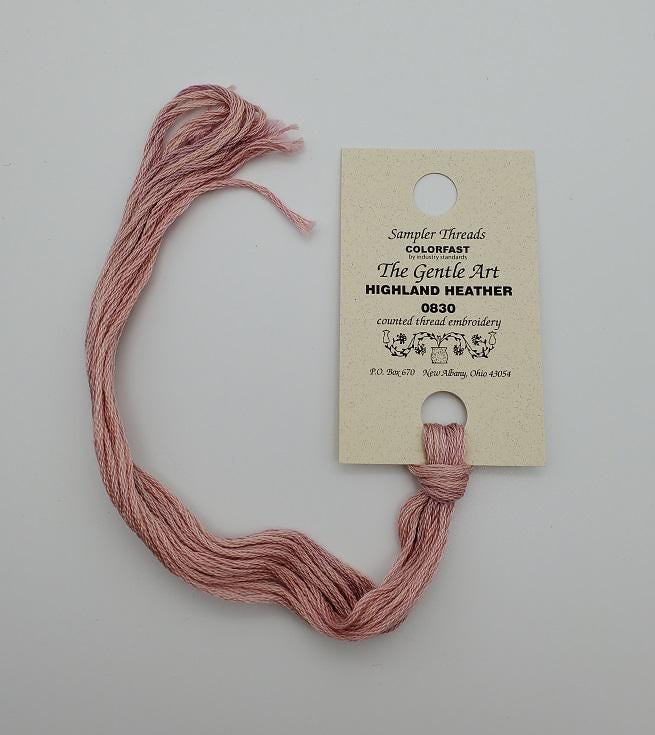 Sampler Threads
COLORFAST
by industry standards
The Gentle Art
HIGHLAND HEATHER
0830
counted thread embroidery
P.O. Box 670 New Albany, Ohio 43054